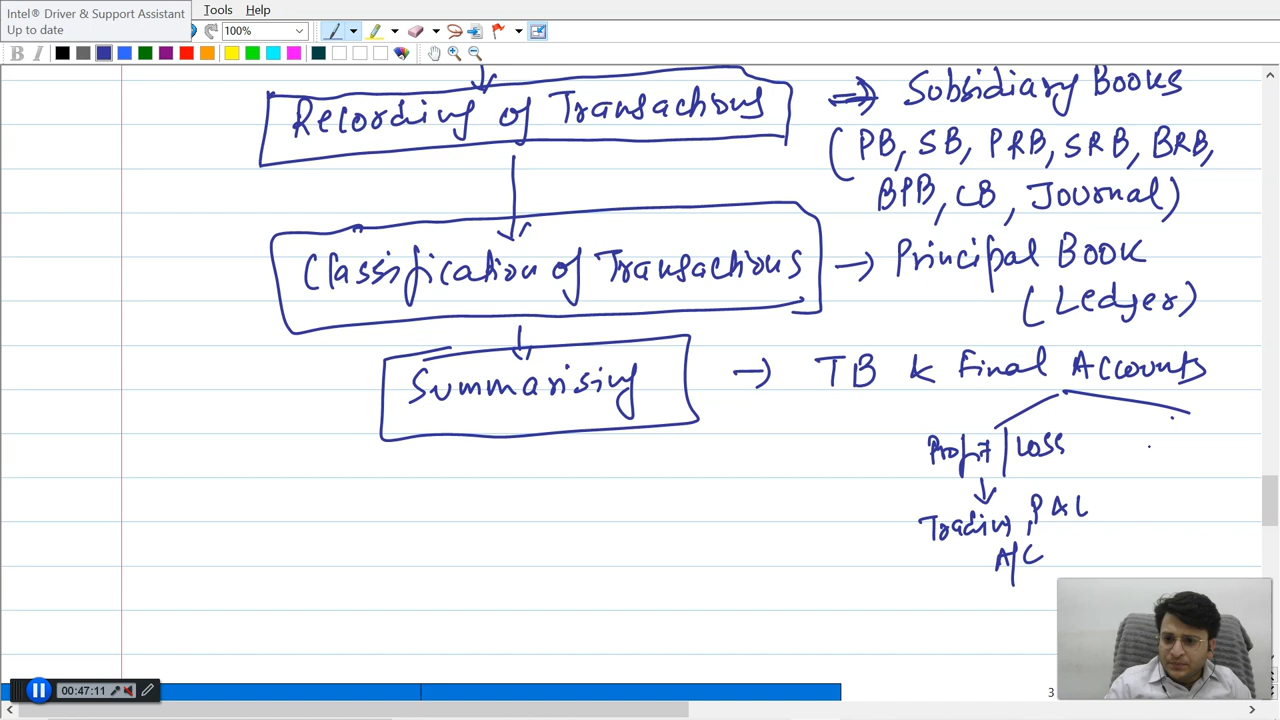 Intel® Driver & Support Assistant
Up to date
Tools Help
100%
B I
Recording of Transactions ⇒ Subsidiary Books
(PB, SB, PRB, SRB, BRB,
BPB, CB, Journal)
Classification of Transactions → Principal Book
(Ledger)
Summarising → TB & Final Accounts
Profit | Loss
Trading, P & L
A/C
00:47:11
3